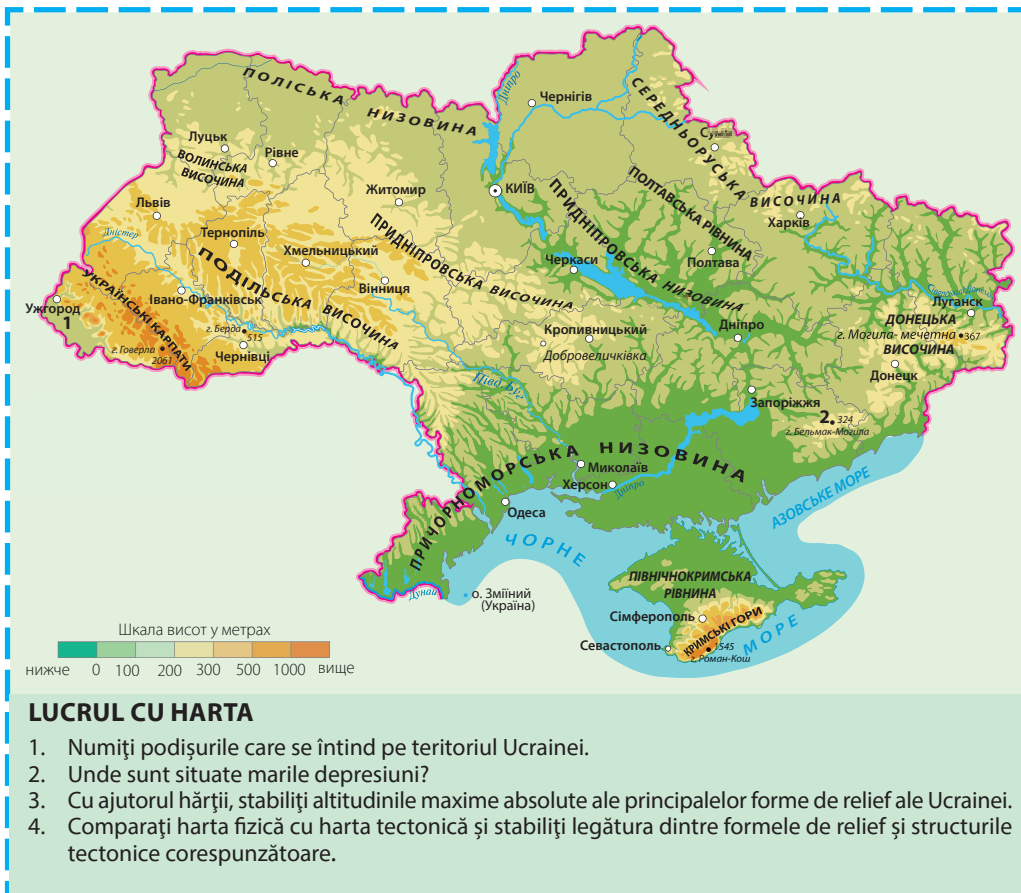 ПОЛІСЬКА НИЗОВИНА
Дніпро
Чернігів
СЕРЕДНЬОРУСЬКА ВИСОЧИНА
Луцьк
Рівне
ВОЛИНСЬКА
ВИСОЧИНА
Житомир
КИЇВ
ПОЛТАВСЬКА РІВНИНА
Харків
Львів
Дністер
Тернопіль
Хмельницький
ПРИДНІПРОВСЬКА ВИСОЧИНА
ПРИДНІПРОВСЬКА НИЗОВИНА
Черкаси
Полтава
ПОДІЛЬСЬКА ВИСОЧИНА
Вінниця
Ужгород
1
УКРАЇНСЬКІ КАРПАТИ
Івано-Франківськ
г. Берда
515
г. Говерла
2061
Чернівці
Кропивницький
Добровеличківка
Дніпро
Луганск
ДОНЕЦЬКА
г. Могила- мечетна 367
ВИСОЧИНА
Донецк
Півд Буг
Запоріжжя
2. 324
г. Бельмак-Могила
ПРИЧОРНОМОРСЬКА НИЗОВИНА
Миколаїв
Херсон
Дніпро
Одеса
АЗОВСЬКЕ МОРЕ
ЧОРНЕ МОРЕ
Дунай
о. Зміїний
(Україна)
ПІВНІЧНОКРИМСЬКА
РІВНИНА
Сімферополь
КРИМСЬКІ ГОРИ
Севастополь
1545
г. Роман-Кош
Шкала висот у метрах
нижче 0 100 200 300 500 1000 вище
LUCRUL CU HARTA
1. Numiţi podişurile care se întind pe teritoriul Ucrainei.
2. Unde sunt situate marile depresiuni?
3. Cu ajutorul hărţii, stabiliţi altitudinile maxime absolute ale principalelor forme de relief ale Ucrainei.
4. Comparaţi harta fizică cu harta tectonică şi stabiliţi legătura dintre formele de relief şi structurile
tectonice corespunzătoare.